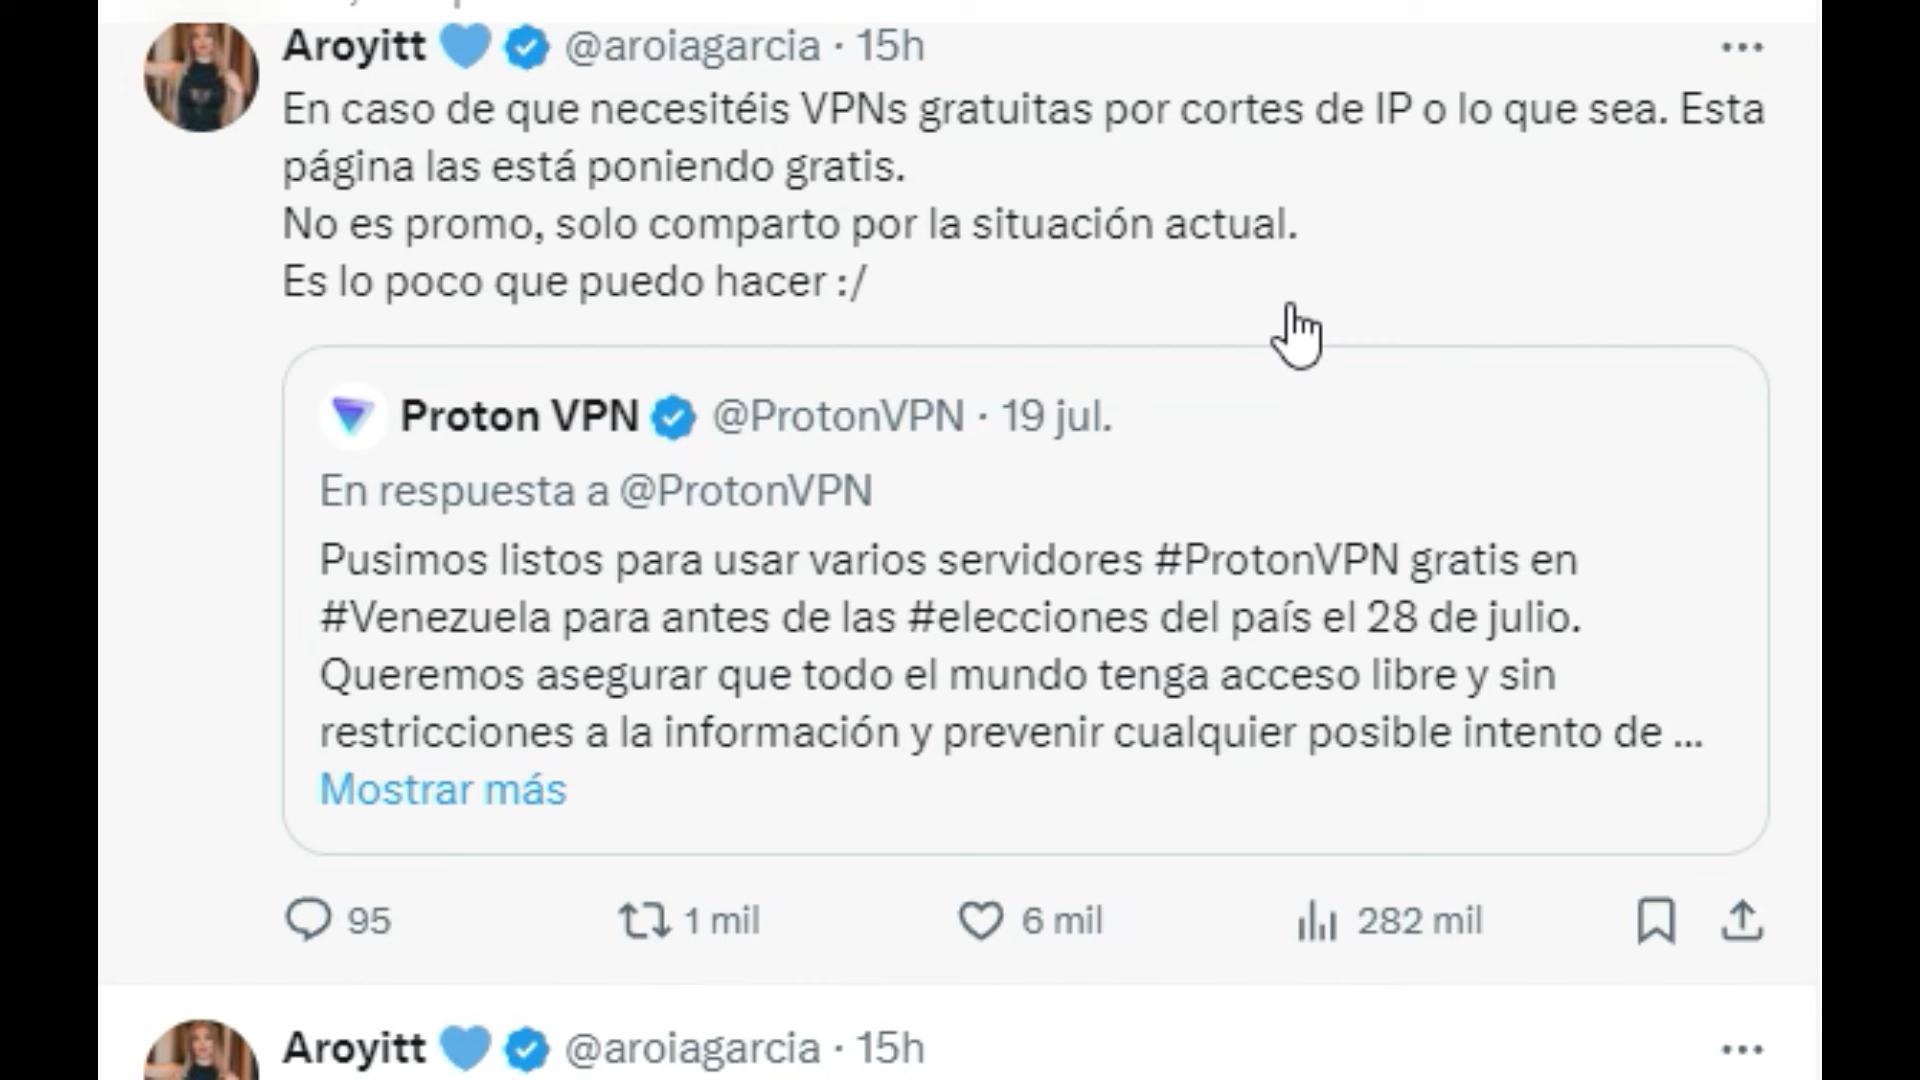 Aroyitt @aroiagarcia · 15h
En caso de que necesitéis VPNs gratuitas por cortes de IP o lo que sea. Esta
página las está poniendo gratis.
No es promo, solo comparto por la situación actual.
Es lo poco que puedo hacer :/
Proton VPN @ProtonVPN · 19 jul.
En respuesta a @ProtonVPN
Pusimos listos para usar varios servidores #ProtonVPN gratis en
#Venezuela para antes de las #elecciones del país el 28 de julio.
Queremos asegurar que todo el mundo tenga acceso libre y sin
restricciones a la información y prevenir cualquier posible intento de ...
Mostrar más
95 1 mil 6 mil 282 mil
Aroyitt @aroiagarcia · 15h